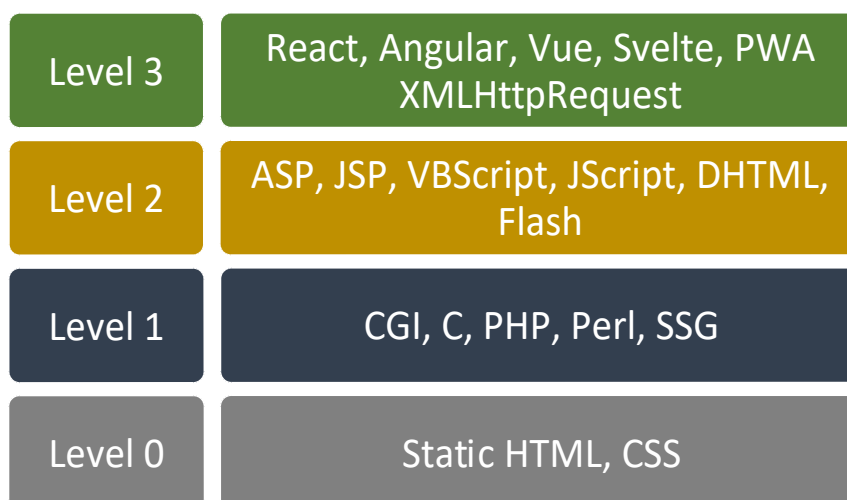 Level 3
React, Angular, Vue, Svelte, PWA
XMLHttpRequest
Level 2
ASP, JSP, VBScript, JScript, DHTML,
Flash
Level 1
CGI, C, PHP, Perl, SSG
Level 0
Static HTML, CSS